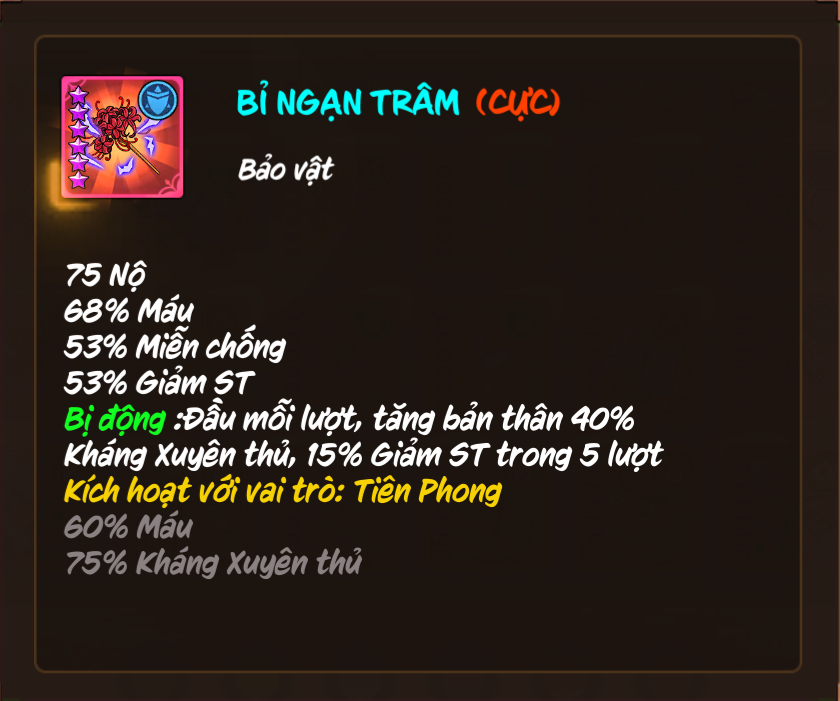 BỈ NGẠN TRÂM (CỰC)
Bảo vật
75 Nộ
68% Máu
53% Miễn chống
53% Giảm ST
Bị động :Đầu mỗi lượt, tăng bản thân 40%
Kháng Xuyên thủ, 15% Giảm ST trong 5 lượt
Kích hoạt với vai trò: Tiên Phong
60% Máu
75% Kháng Xuyên thủ